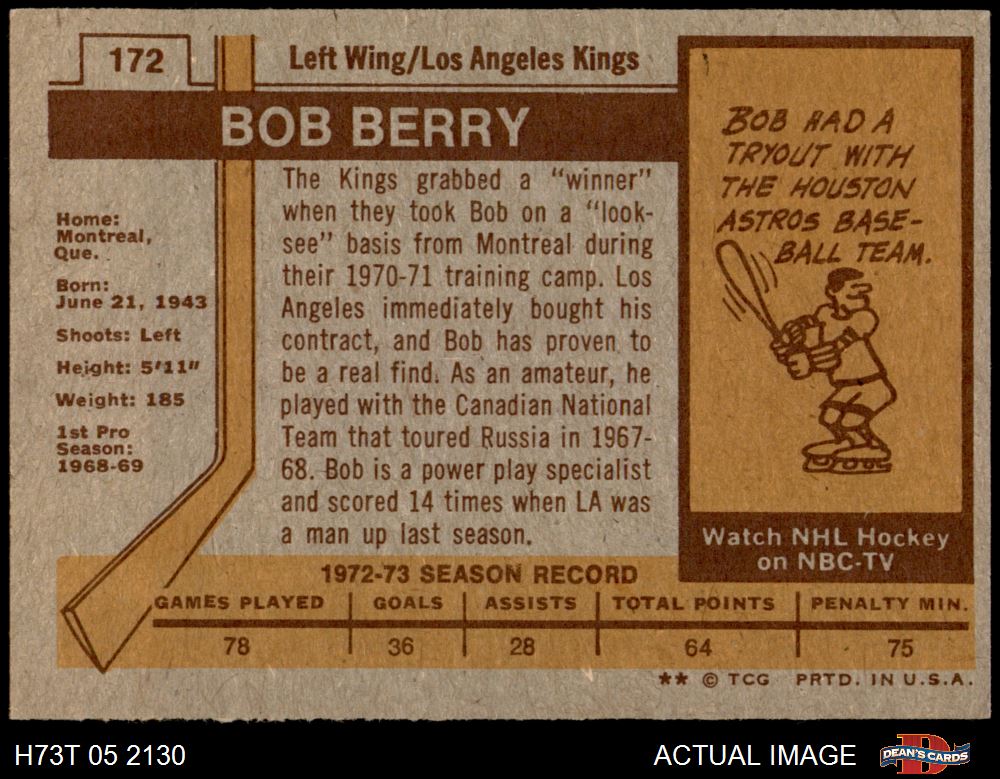 172
Left Wing/Los Angeles Kings
BOB BERRY
Home:
Montreal,
Que.
Born:
June 21, 1943
Shoots: Left
Height: 5'11"
Weight: 185
1st Pro
Season:
1968-69
The Kings grabbed a "winner"
when they took Bob on a "look-
see" basis from Montreal during
their 1970-71 training camp. Los
Angeles immediately bought his
contract, and Bob has proven to
be a real find. As an amateur, he
played with the Canadian National
Team that toured Russia in 1967-
68. Bob is a power play specialist
and scored 14 times when LA was
a man up last season.
BOB HAD A
TRYOUT WITH
THE HOUSTON
ASTROS BASE-
BALL TEAM.
Watch NHL Hockey
on NBC-TV
1972-73 SEASON RECORD
GAMES PLAYED GOALS ASSISTS TOTAL POINTS PENALTY MIN.
78 36 28 64 75
** © TCG PRTD. IN U.S.A.
H73T 05 2130 ACTUAL IMAGE DEAN'S CARDS